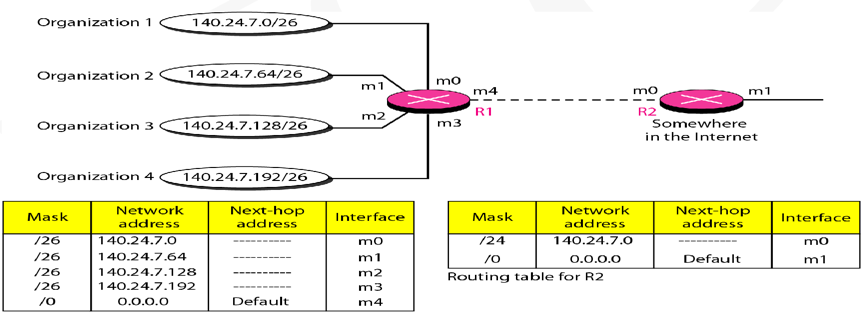 Organization 1 140.24.7.0/26
Organization 2 140.24.7.64/26
Organization 3 140.24.7.128/26
Organization 4 140.24.7.192/26
m0
m1
m2
m3
m4
R1
m0
m1
R2
Somewhere
in the Internet
Mask Network address Next-hop address Interface
/26 140.24.7.0 ---------- m0
/26 140.24.7.64 ---------- m1
/26 140.24.7.128 ---------- m2
/26 140.24.7.192 ---------- m3
/0 0.0.0.0 Default m4
Mask Network address Next-hop address Interface
/24 140.24.7.0 ---------- m0
/0 0.0.0.0 Default m1
Routing table for R2